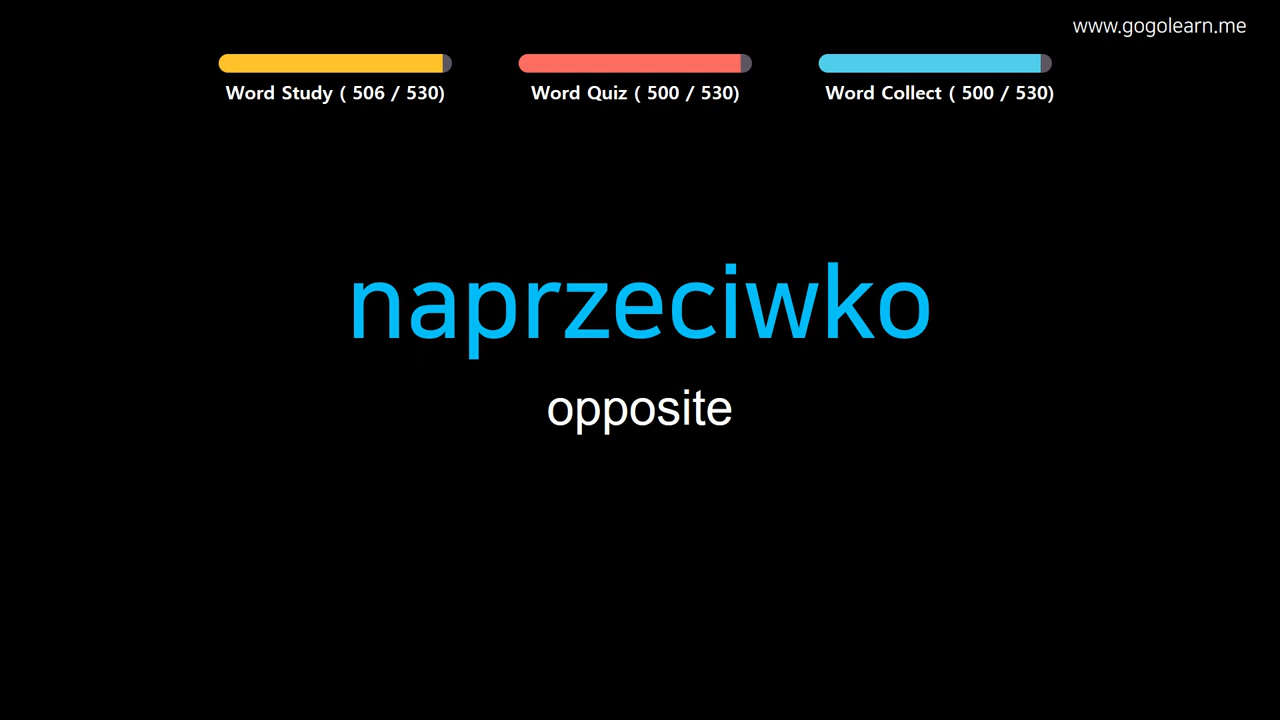 www.gogolearn.me
Word Study ( 506 / 530)
Word Quiz ( 500 / 530)
Word Collect ( 500 / 530)
naprzeciwko
opposite